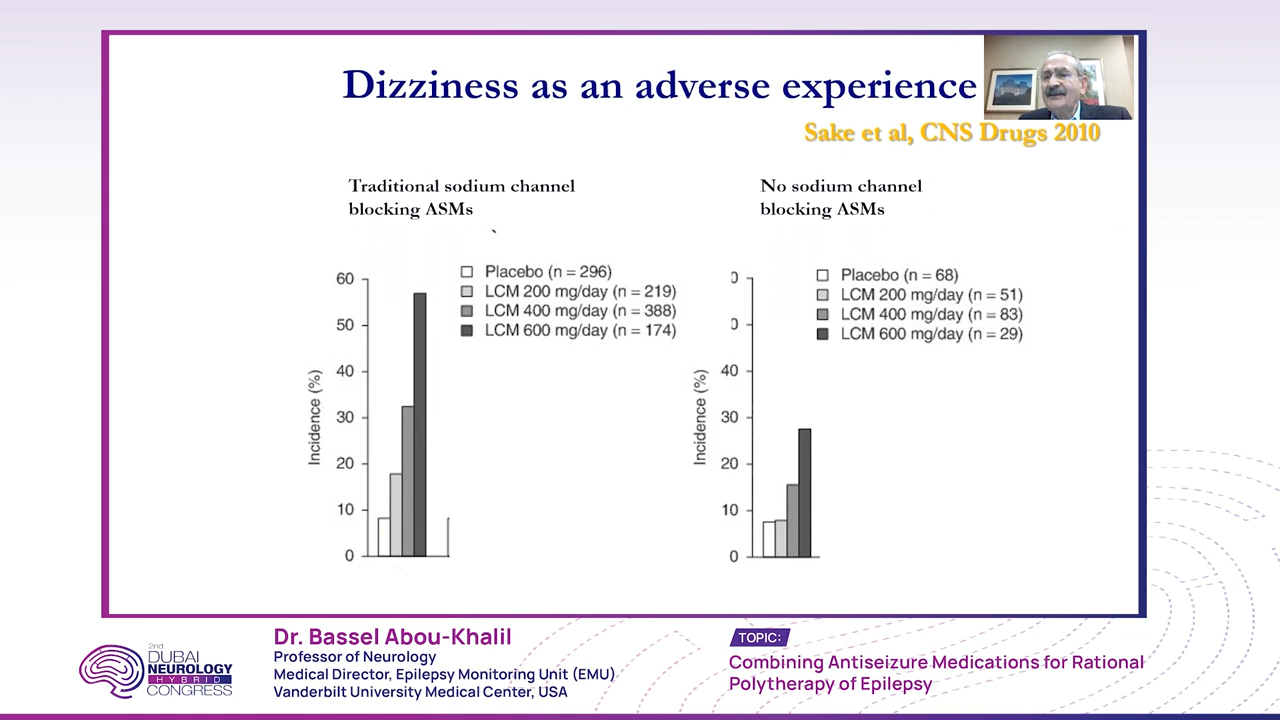 Dizziness as an adverse experience
Sake et al, CNS Drugs 2010
Traditional sodium channel
blocking ASMs
Placebo (n = 296)
LCM 200 mg/day (n = 219)
LCM 400 mg/day (n = 388)
LCM 600 mg/day (n = 174)
Incidence (%)
60
50
40
30
20
10
0
No sodium channel
blocking ASMs
Placebo (n = 68)
LCM 200 mg/day (n = 51)
LCM 400 mg/day (n = 83)
LCM 600 mg/day (n = 29)
Incidence (%)
0
0
40
30
20
10
0
2nd
DUBAI
NEUROLOGY
HYBRID
CONGRESS
Dr. Bassel Abou-Khalil
Professor of Neurology
Medical Director, Epilepsy Monitoring Unit (EMU)
Vanderbilt University Medical Center, USA
TOPIC:
Combining Antiseizure Medications for Rational
Polytherapy of Epilepsy